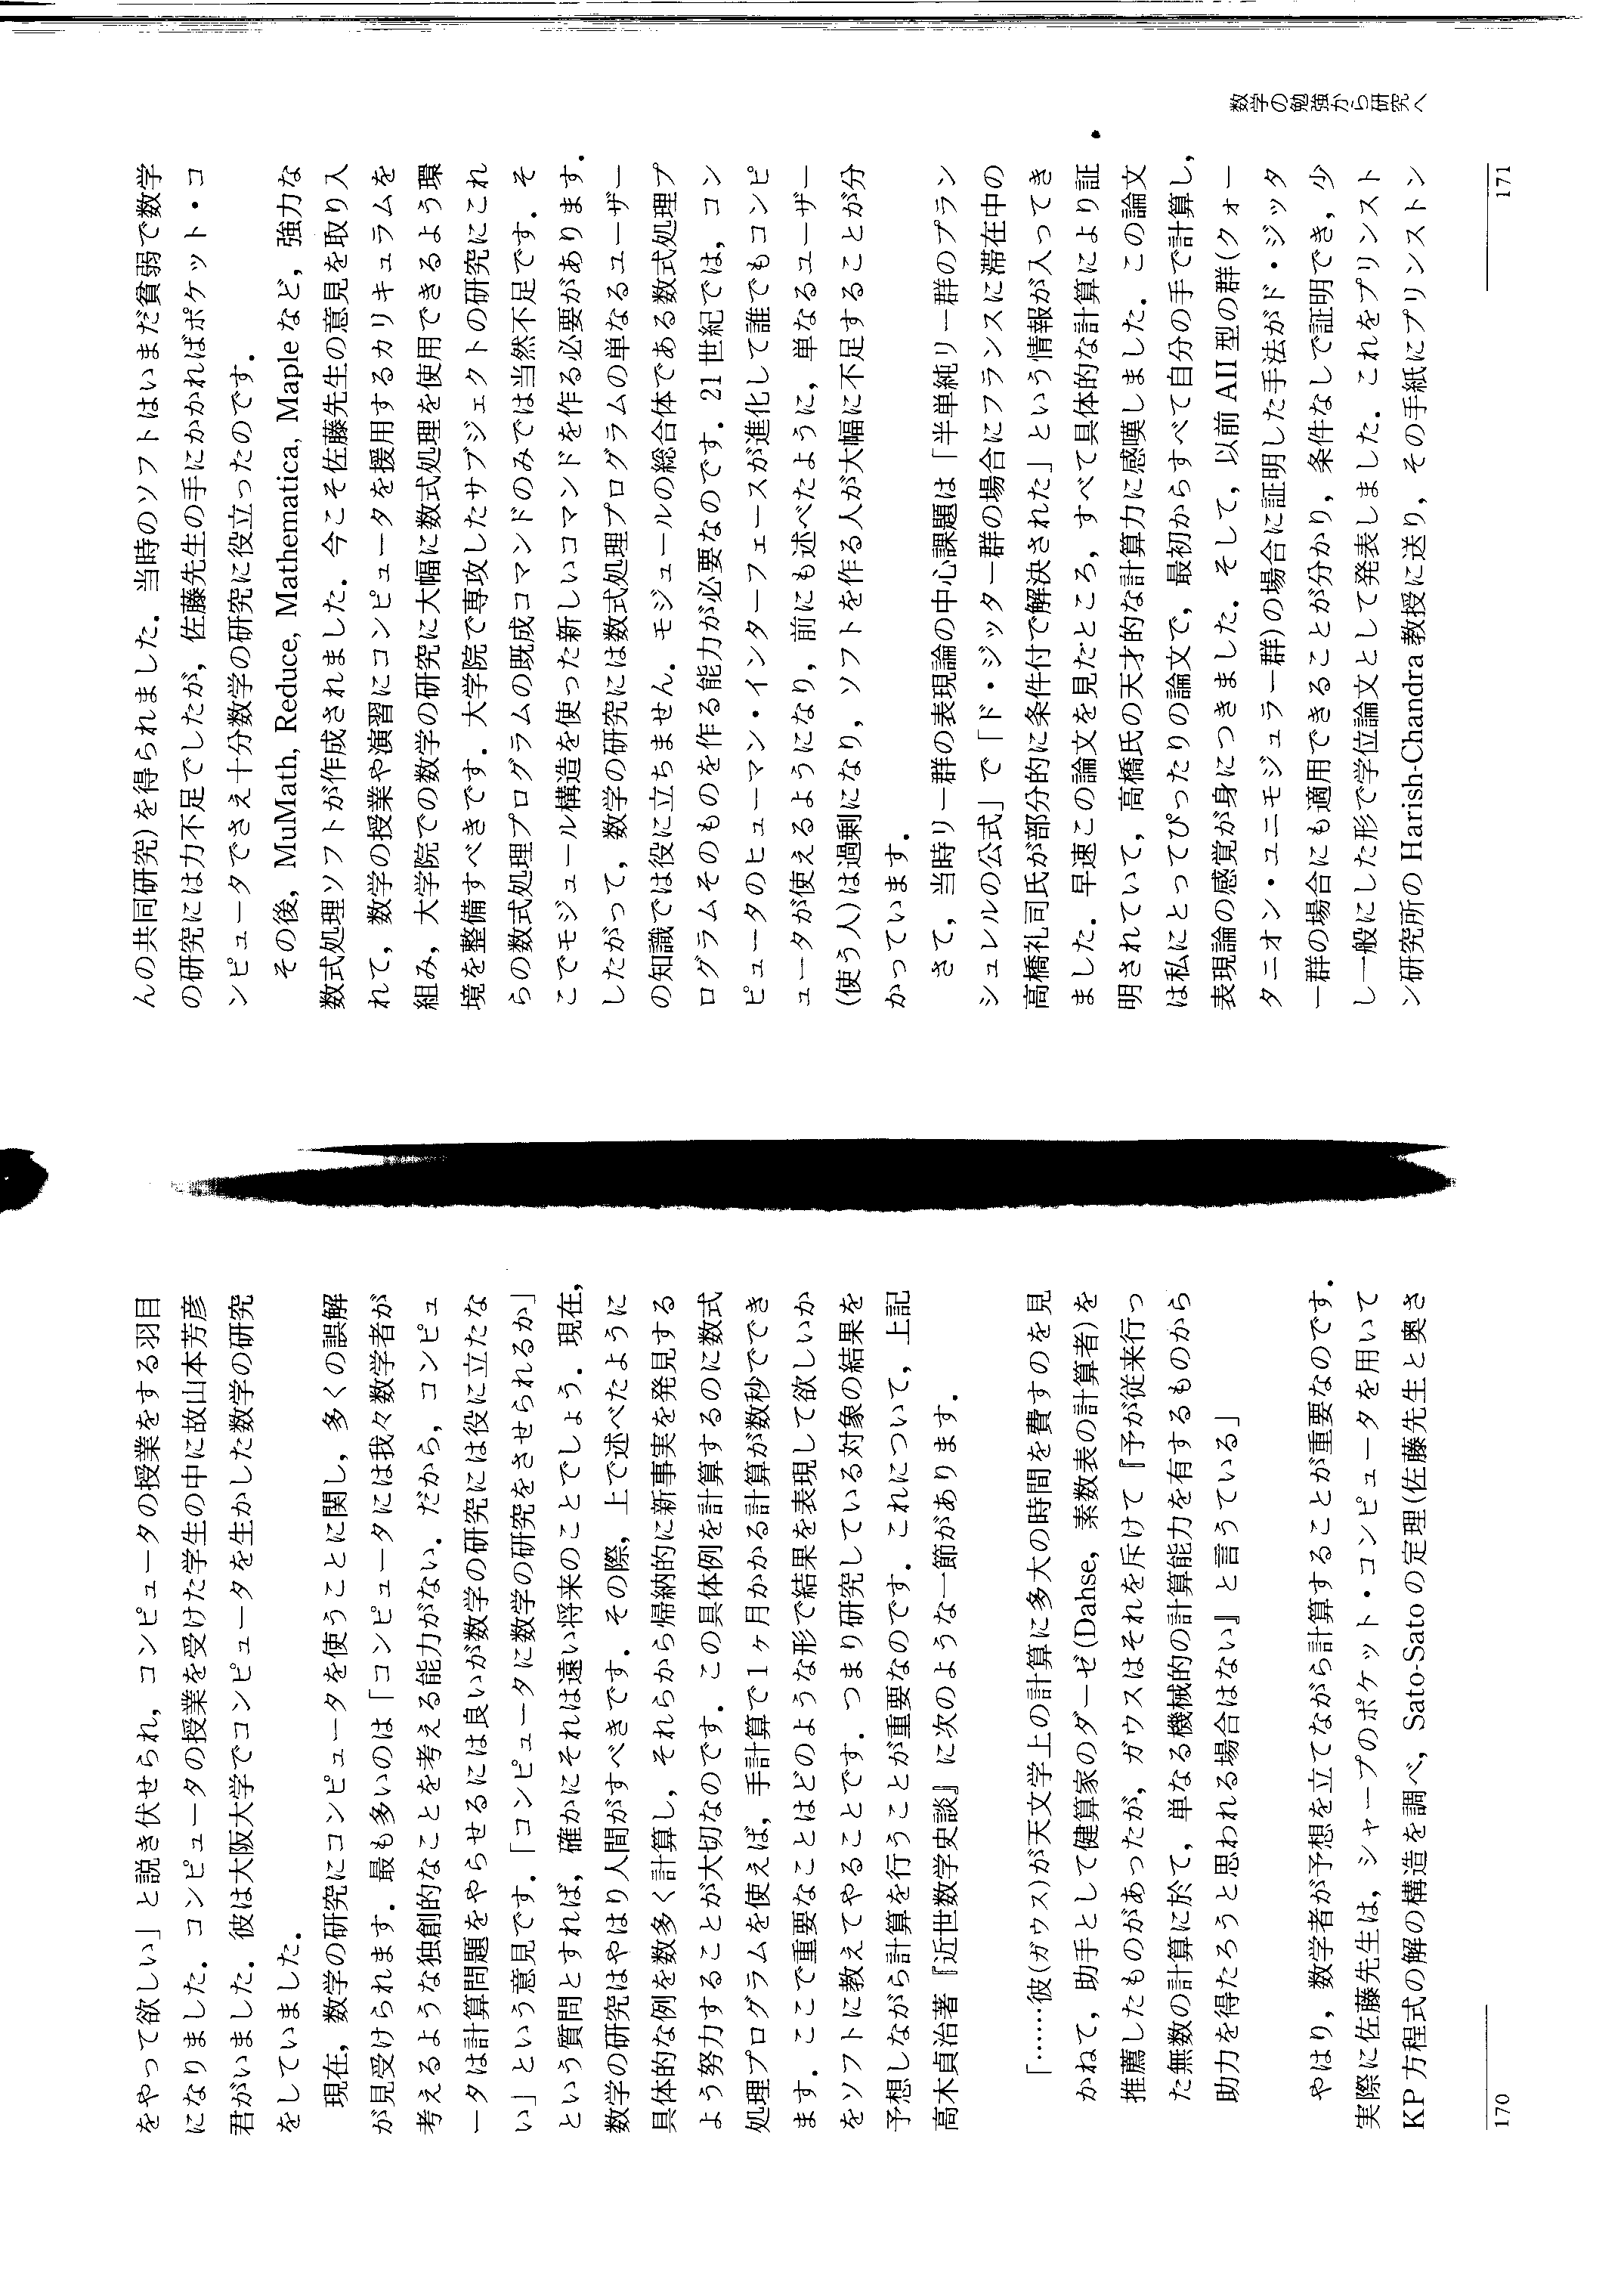 をやって欲しい」と説き伏せられ，コンピュータの授業をする羽目
になりました．コンピュータの授業を受けた学生の中に故山本芳彦
君がいました．彼は大阪大学でコンピュータを生かした数学の研究
をしていました．
現在，数学の研究にコンピュータを使うことに関し，多くの誤解
が見受けられます．最も多いのは「コンピュータには我々数学者が
考えるような独創的なことを考える能力がない．だから，コンピュ
ータは計算問題をやらせるには良いが数学の研究には役に立たな
い」という意見です．「コンピュータに数学の研究をさせられるか」
という質問とすれば，確かにそれは遠い将来のことでしょう．現在，
数学の研究はやはり人間がすべきです．その際，上で述べたように
具体的な例を数多く計算し，それらから帰納的に新事実を発見する
よう努力することが大切なのです．この具体例を計算するのに数式
処理プログラムを使えば，手計算で1ヶ月かかる計算が数秒ででき
ます．ここで重要なことはどのような形で結果を表現して欲しいか
をソフトに教えてやることです．つまり研究している対象の結果を
予想しながら計算を行うことが重要なのです．これについて，上記
高木貞治著『近世数学史談』に次のような一節があります．
「……彼(ガウス)が天文学上の計算に多大の時間を費すのを見
かねて，助手として健算家のダーゼ(Dahse，素数表の計算者)を
推薦したものがあったが，ガウスはそれを斥けて『予が従来行っ
た無数の計算に於て，単なる機械的の計算能力を有するものから
助力を得たろうと思われる場合はない』と言うている」
やはり，数学者が予想を立てながら計算することが重要なのです．
実際に佐藤先生は，シャープのポケット・コンピュータを用いて
KP 方程式の解の構造を調べ，Sato-Sato の定理(佐藤先生と奥さ
170
んの共同研究)を得られました．当時のソフトはいまだ貧弱で数学
の研究には力不足でしたが，佐藤先生の手にかかればポケット・コ
ンピュータでさえ十分数学の研究に役立ったのです．
その後，MuMath, Reduce, Mathematica, Maple など，強力な
数式処理ソフトが作成されました．今こそ佐藤先生の意見を取り入
れて，数学の授業や演習にコンピュータを援用するカリキュラムを
組み，大学院での数学の研究に大幅に数式処理を使用できるよう環
境を整備すべきです．大学院で専攻したサブジェクトの研究にこれ
らの数式処理プログラムの既成コマンドのみでは当然不足です．そ
こでモジュール構造を使った新しいコマンドを作る必要があります．
したがって，数学の研究には数式処理プログラムの単なるユーザー
の知識では役に立ちません．モジュールの総合体である数式処理プ
ログラムそのものを作る能力が必要なのです．21 世紀では，コン
ピュータのヒューマン・インターフェースが進化して誰でもコンピ
ュータが使えるようになり，前にも述べたように，単なるユーザー
(使う人)は過剰になり，ソフトを作る人が大幅に不足することが分
かっています．
さて，当時リー群の表現論の中心課題は「半単純リー群のプラン
シュレルの公式」で「ド・ジッター群の場合にフランスに滞在中の
高橋礼司氏が部分的に条件付で解決された」という情報が入ってき
ました．早速この論文を見たところ，すべて具体的な計算により証
明されていて，高橋氏の天才的な計算力に感嘆しました．この論文
は私にとってぴったりの論文で，最初からすべて自分の手で計算し，
表現論の感覚が身につきました．そして，以前 AII 型の群(クォー
タニオン・ユニモジュラー群)の場合に証明した手法がド・ジッタ
ー群の場合にも適用できることが分かり，条件なしで証明でき，少
し一般にした形で学位論文として発表しました．これをプリンスト
ン研究所の Harish-Chandra 教授に送り，その手紙にプリンストン
数学の勉強から研究へ
171